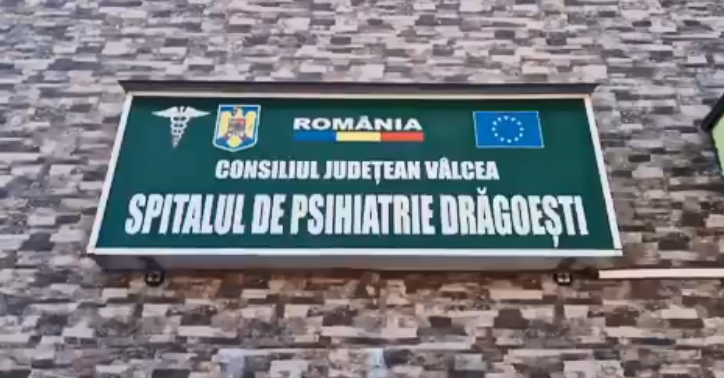 ROMÂNIA
CONSILIUL JUDEȚEAN VÂLCEA
SPITALUL DE PSIHIATRIE DRĂGOEȘTI